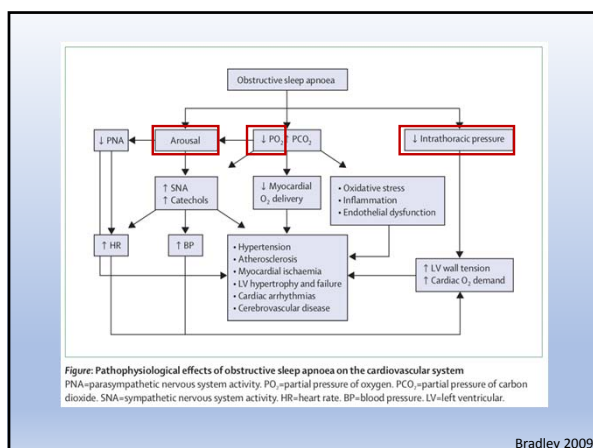 Obstructive sleep apnoea
↓ PNA
Arousal
↓ PO₂↑ PCO₂
↓ Intrathoracic pressure
↑ SNA
↑ Catechols
↓ Myocardial
O₂ delivery
• Oxidative stress
• Inflammation
• Endothelial dysfunction
↑ HR
↑ BP
• Hypertension
• Atherosclerosis
• Myocardial ischaemia
• LV hypertrophy and failure
• Cardiac arrhythmias
• Cerebrovascular disease
↑ LV wall tension
↑ Cardiac O₂ demand
Figure: Pathophysiological effects of obstructive sleep apnoea on the cardiovascular system
PNA=parasympathetic nervous system activity. PO₂=partial pressure of oxygen. PCO₂=partial pressure of carbon
dioxide. SNA=sympathetic nervous system activity. HR=heart rate. BP=blood pressure. LV=left ventricular.
Bradley 2009